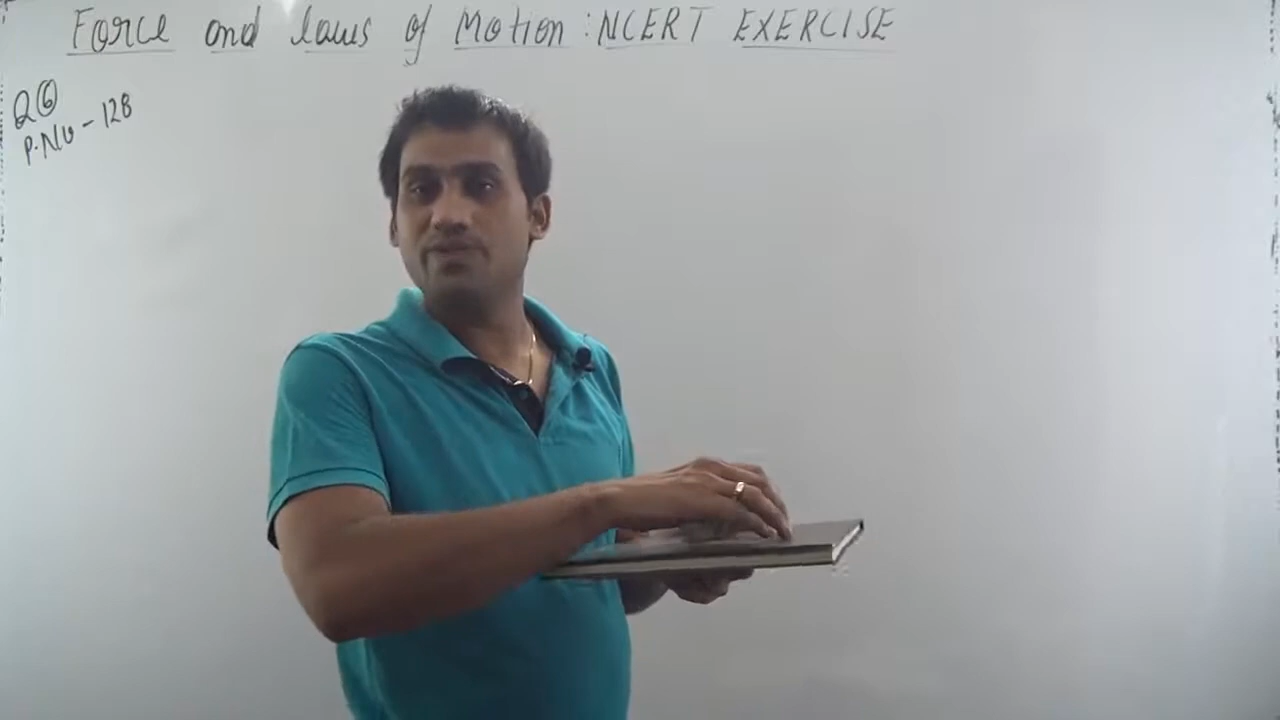 Force and laws of Motion : NCERT EXERCISE
Q⑥
P.No - 128